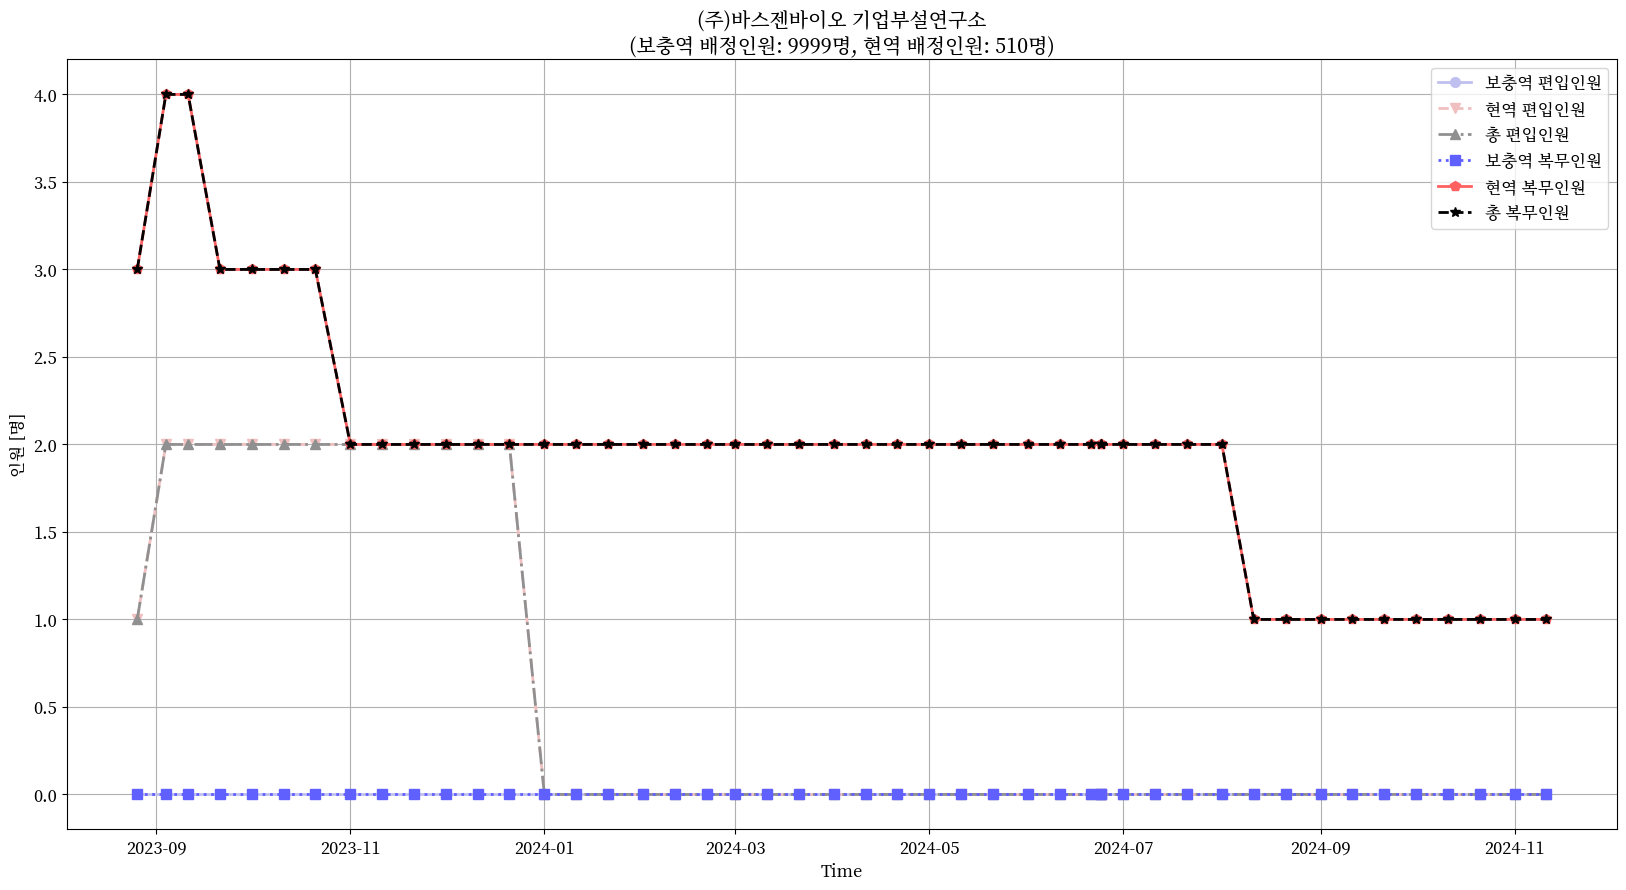 (주)바스젠바이오 기업부설연구소
(보충역 배정인원: 9999명, 현역 배정인원: 510명)
보충역 편입인원
현역 편입인원
총 편입인원
보충역 복무인원
현역 복무인원
총 복무인원
인원 [명]
4.0
3.5
3.0
2.5
2.0
1.5
1.0
0.5
0.0
2023-09
2023-11
2024-01
2024-03
2024-05
2024-07
2024-09
2024-11
Time